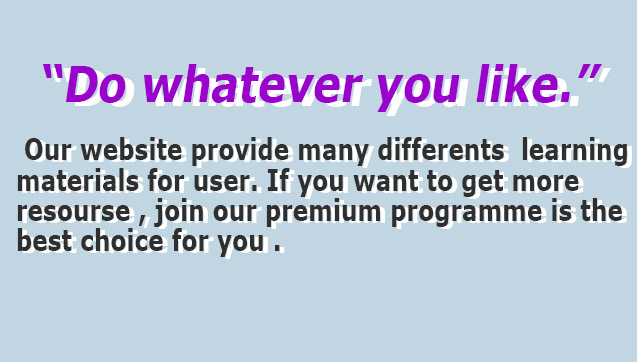 “Do whatever you like.”
Our website provide many differents learning
materials for user. If you want to get more
resourse , join our premium programme is the
best choice for you .